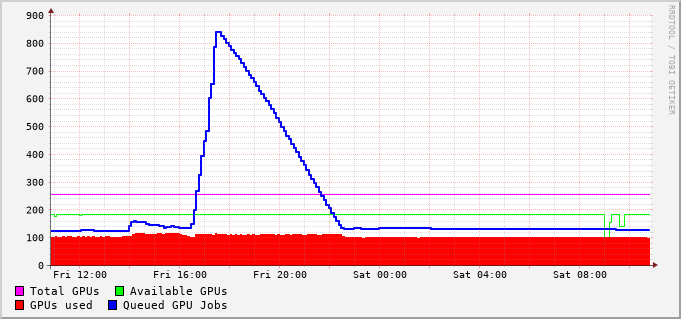 900
800
700
600
500
400
300
200
100
0
Fri 12:00 Fri 16:00 Fri 20:00 Sat 00:00 Sat 04:00 Sat 08:00
Total GPUs Available GPUs
GPUs used Queued GPU Jobs
RRDTOOL / TOBI OETIKER